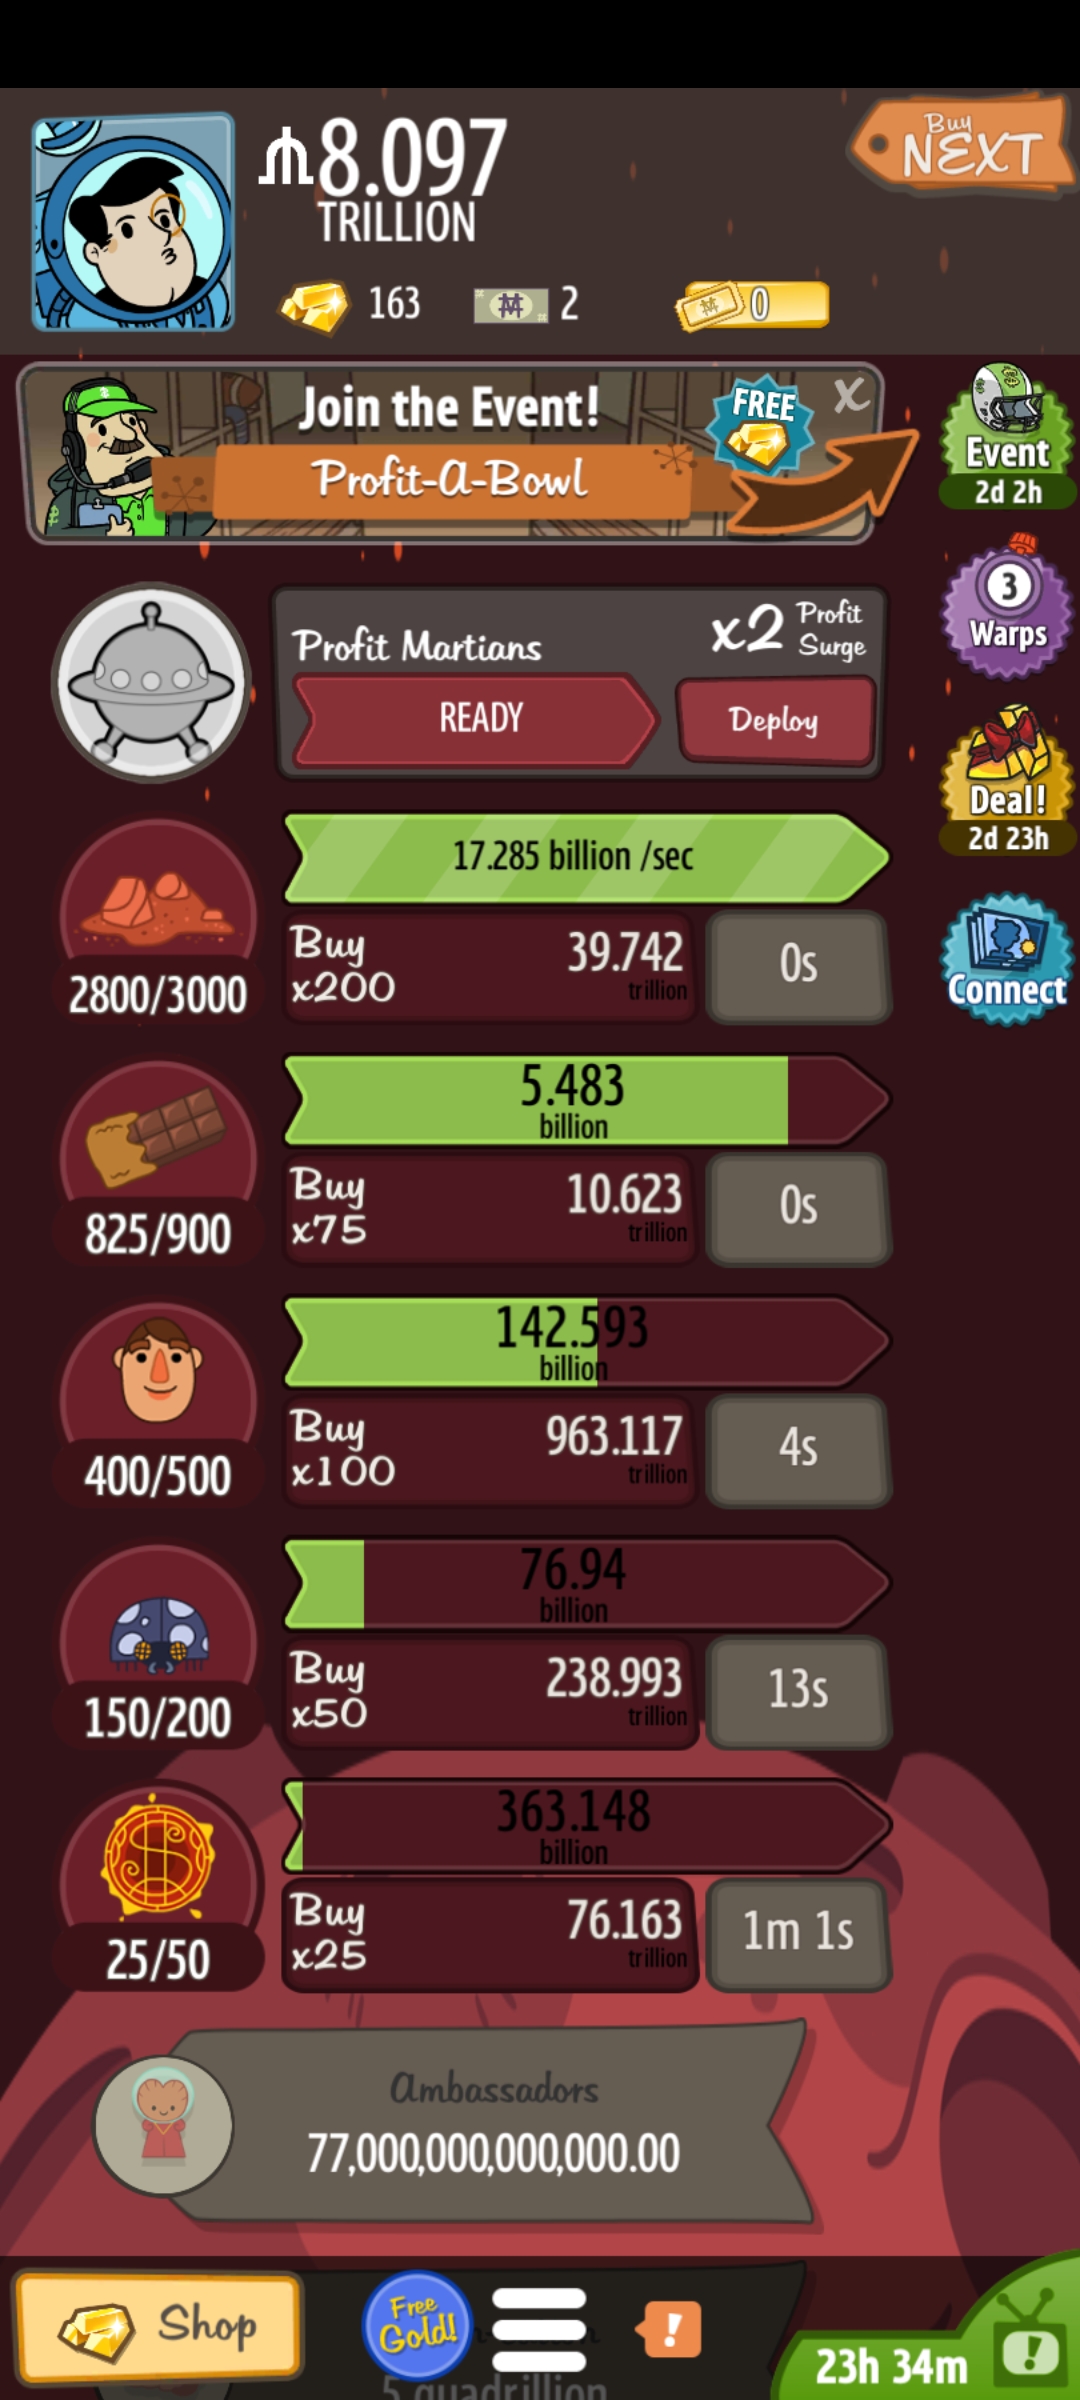 8.097
TRILLION
Buy
NEXT
163
2
0
Join the Event!
Profit-A-Bowl
FREE
Event
2d 2h
3
Warps
Profit Martians
x2 Profit
Surge
READY
Deploy
Deal!
2d 23h
17.285 billion /sec
2800/3000
Buy
x200
39.742
trillion
0s
Connect
5.483
billion
825/900
Buy
x75
10.623
trillion
0s
142.593
billion
400/500
Buy
x100
963.117
trillion
4s
76.94
billion
150/200
Buy
x50
238.993
trillion
13s
363.148
billion
25/50
Buy
x25
76.163
trillion
1m 1s
Ambassadors
77,000,000,000,000.00
Shop
Free
Gold!
!
5 quadrillion
23h 34m
!